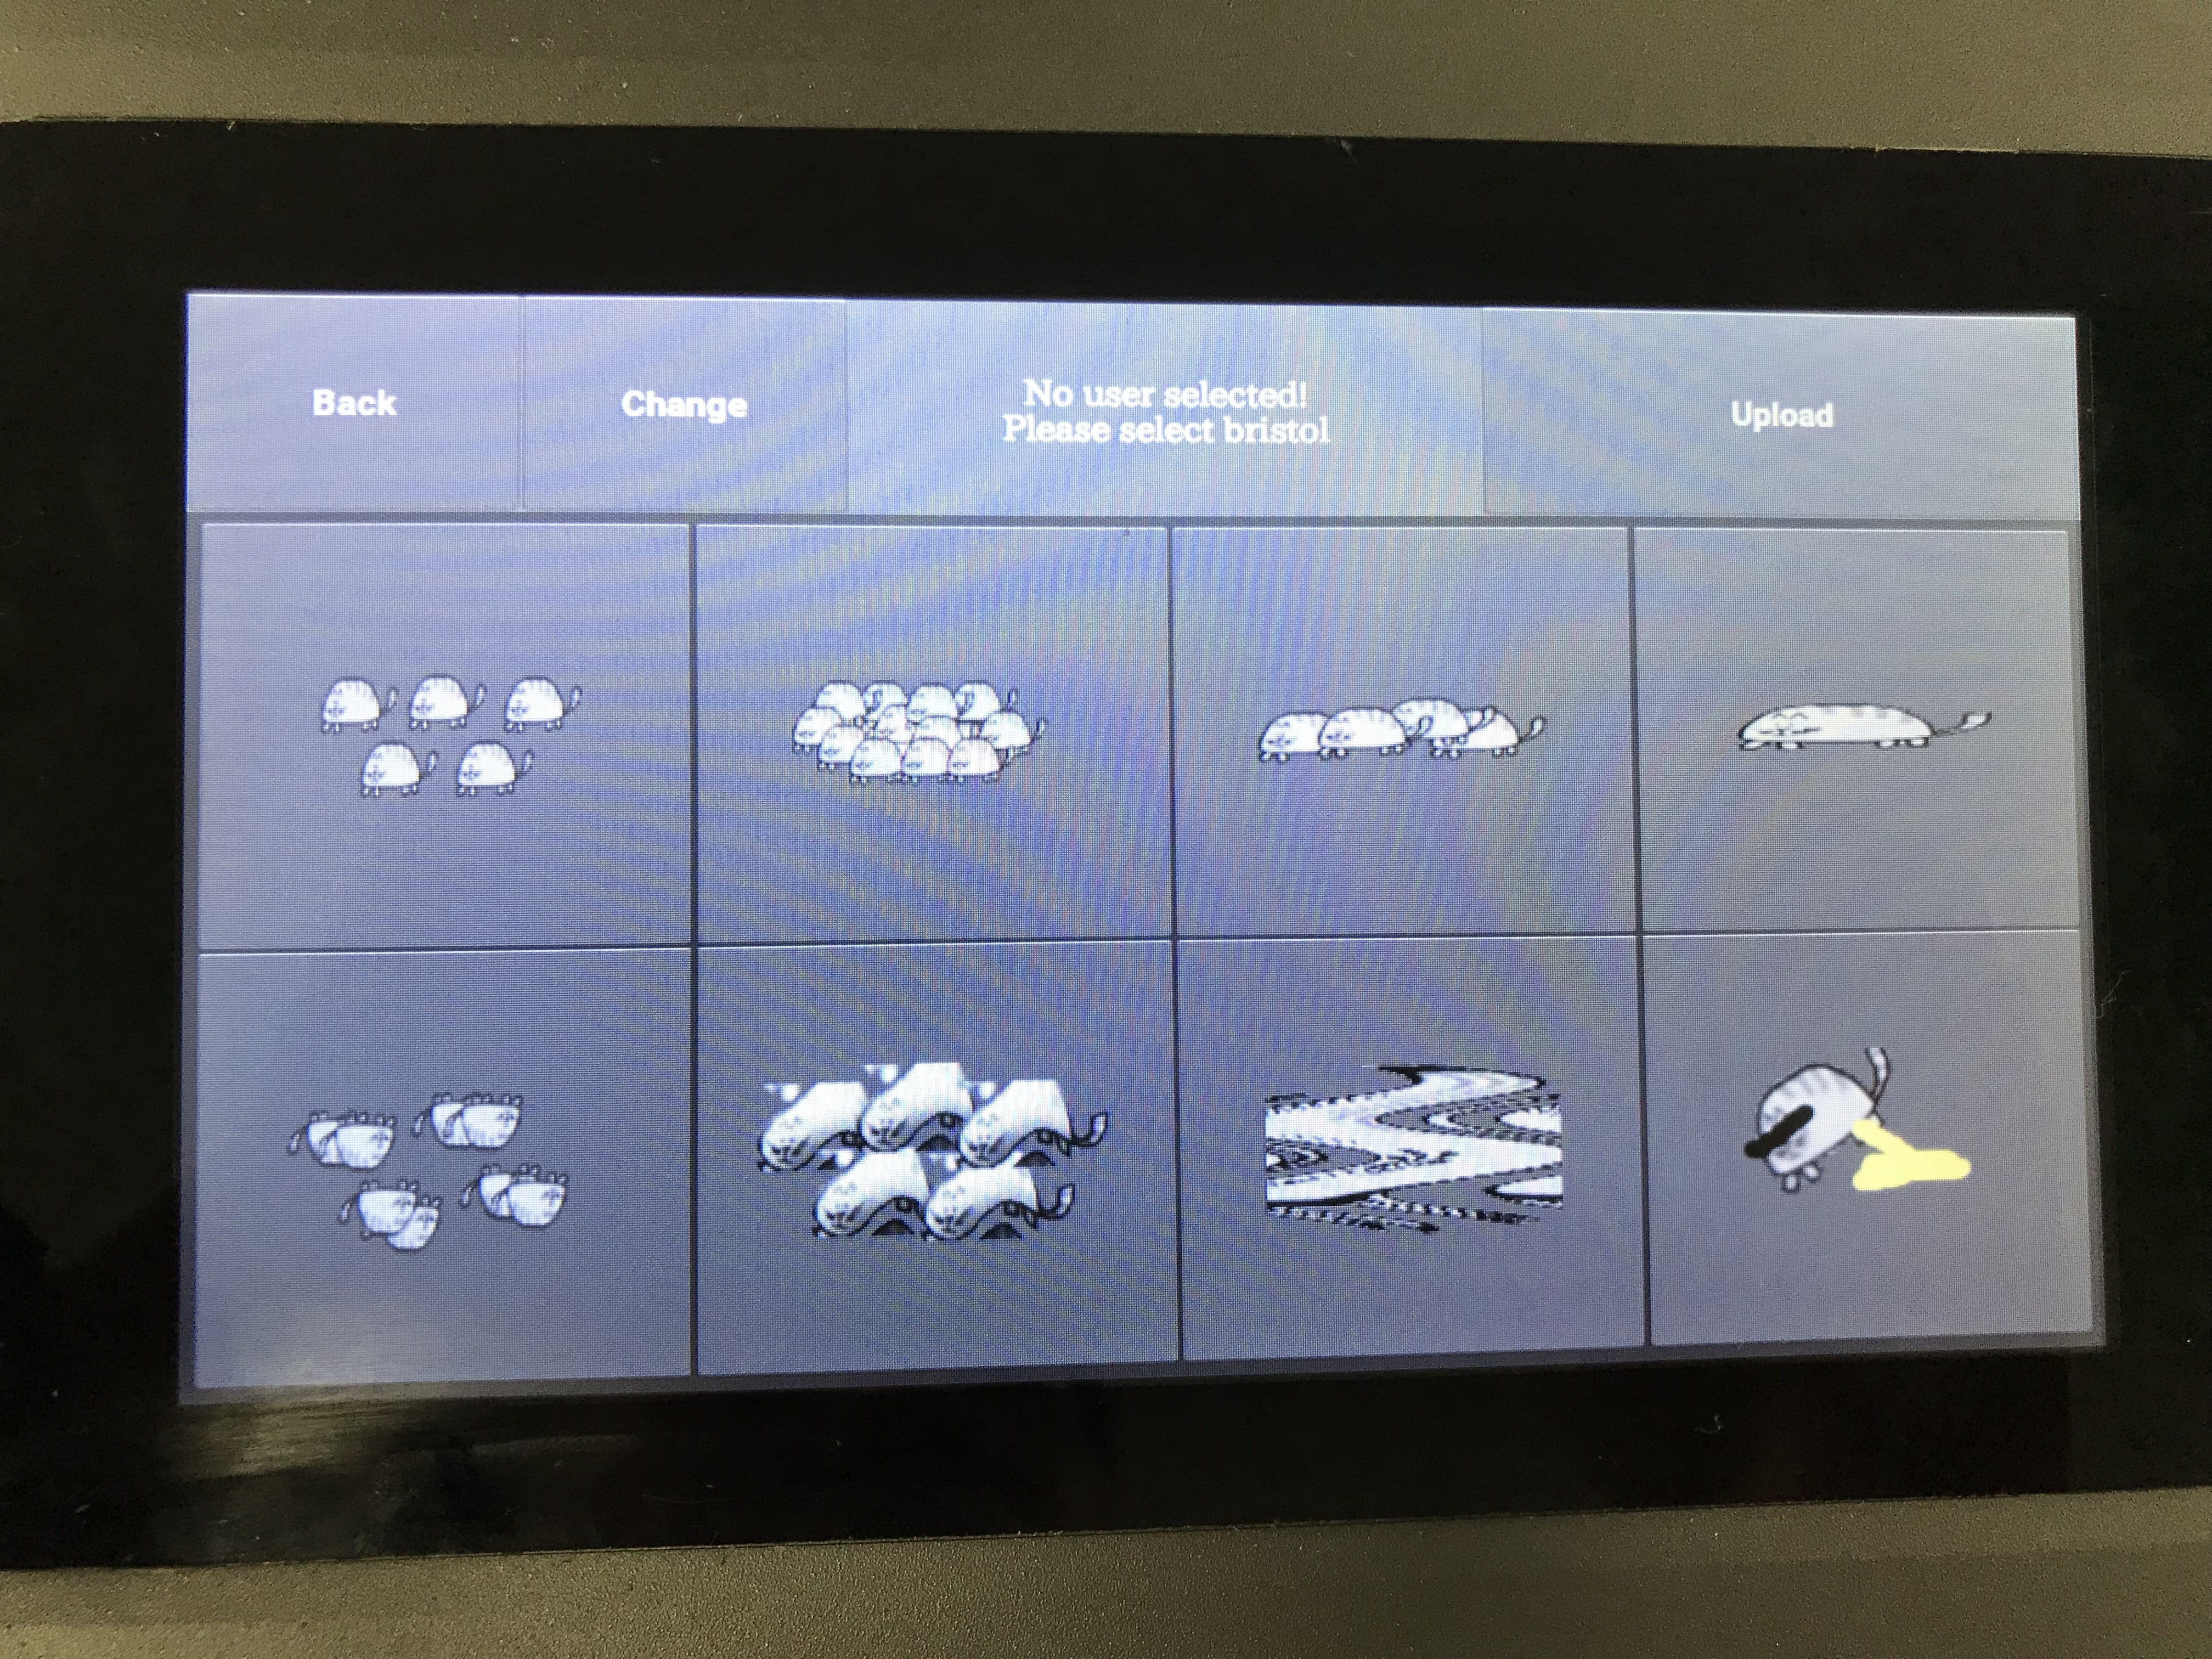 Back
Change
No user selected!
Please select bristol
Upload